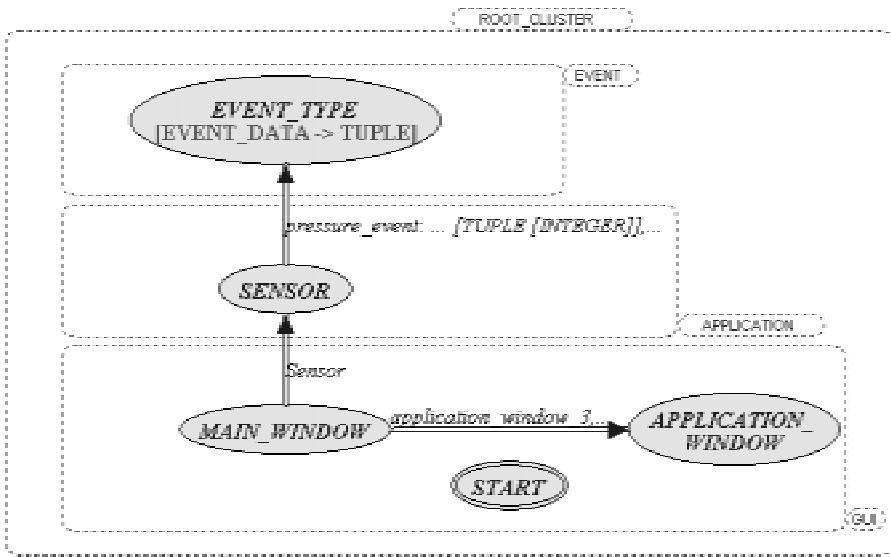 ROOT_CLUSTER
EVENT
EVENT_TYPE
[EVENT_DATA -> TUPLE]
pressure_event: ... [TUPLE [INTEGER]],...
SENSOR
APPLICATION
Sensor
application_window_3,...
MAIN_WINDOW
APPLICATION_
WINDOW
START
GUI